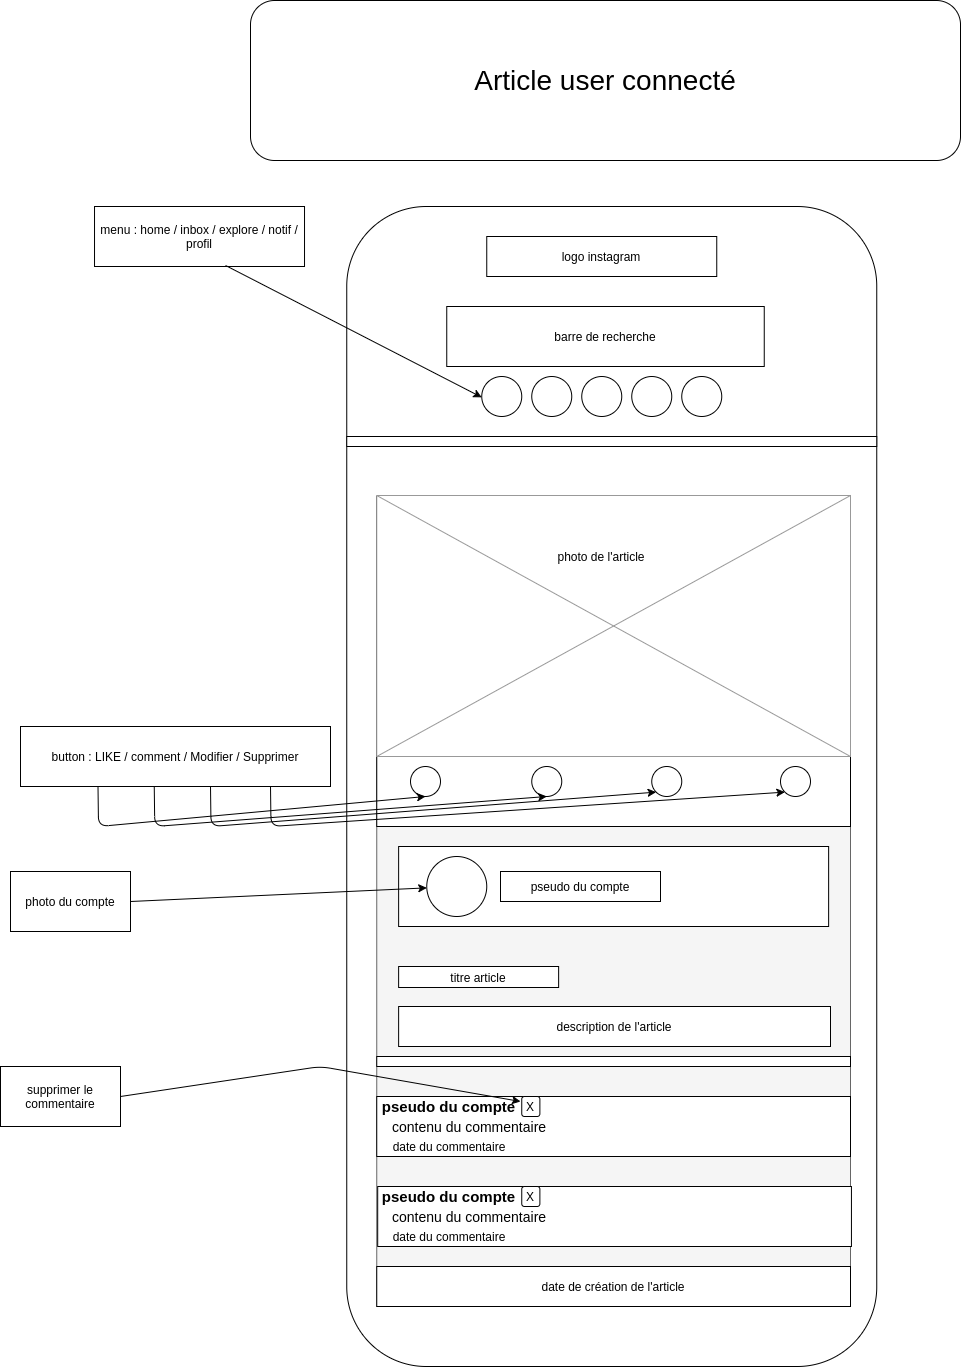 Article user connecté
menu : home / inbox / explore / notif /
profil
logo instagram
barre de recherche
photo de l'article
button : LIKE / comment / Modifier / Supprimer
photo du compte
pseudo du compte
titre article
description de l'article
supprimer le
commentaire
pseudo du compte X
contenu du commentaire
date du commentaire
pseudo du compte X
contenu du commentaire
date du commentaire
date de création de l'article